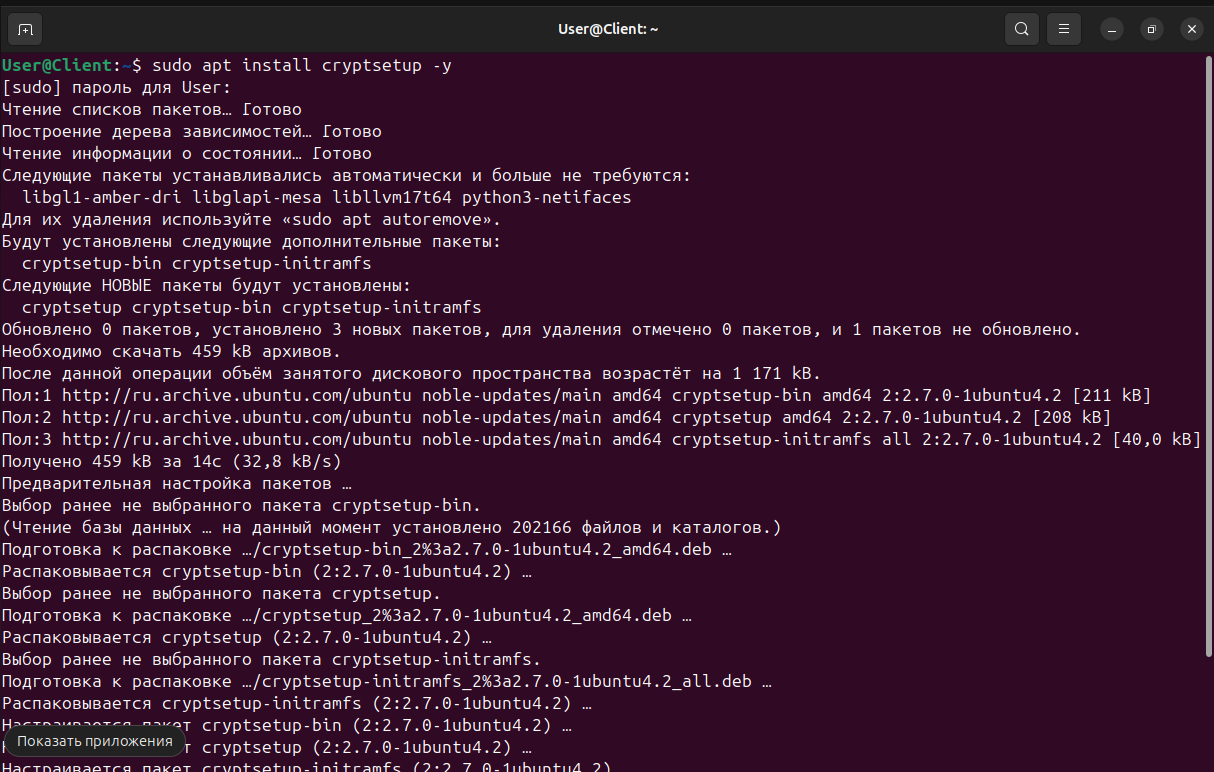 User@Client: ~
User@Client:~$ sudo apt install cryptsetup -y
[sudo] пароль для User:
Чтение списков пакетов… Готово
Построение дерева зависимостей… Готово
Чтение информации о состоянии… Готово
Следующие пакеты устанавливались автоматически и больше не требуются:
  libgl1-amber-dri libglapi-mesa libllvm17t64 python3-netifaces
Для их удаления используйте «sudo apt autoremove».
Будут установлены следующие дополнительные пакеты:
  cryptsetup-bin cryptsetup-initramfs
Следующие НОВЫЕ пакеты будут установлены:
  cryptsetup cryptsetup-bin cryptsetup-initramfs
Обновлено 0 пакетов, установлено 3 новых пакетов, для удаления отмечено 0 пакетов, и 1 пакетов не обновлено.
Необходимо скачать 459 kB архивов.
После данной операции объём занятого дискового пространства возрастёт на 1 171 kB.
Пол:1 http://ru.archive.ubuntu.com/ubuntu noble-updates/main amd64 cryptsetup-bin amd64 2:2.7.0-1ubuntu4.2 [211 kB]
Пол:2 http://ru.archive.ubuntu.com/ubuntu noble-updates/main amd64 cryptsetup amd64 2:2.7.0-1ubuntu4.2 [208 kB]
Пол:3 http://ru.archive.ubuntu.com/ubuntu noble-updates/main amd64 cryptsetup-initramfs all 2:2.7.0-1ubuntu4.2 [40,0 kB]
Получено 459 kB за 14с (32,8 kB/s)
Предварительная настройка пакетов …
Выбор ранее не выбранного пакета cryptsetup-bin.
(Чтение базы данных … на данный момент установлено 202166 файлов и каталогов.)
Подготовка к распаковке …/cryptsetup-bin_2%3a2.7.0-1ubuntu4.2_amd64.deb …
Распаковывается cryptsetup-bin (2:2.7.0-1ubuntu4.2) …
Выбор ранее не выбранного пакета cryptsetup.
Подготовка к распаковке …/cryptsetup_2%3a2.7.0-1ubuntu4.2_amd64.deb …
Распаковывается cryptsetup (2:2.7.0-1ubuntu4.2) …
Выбор ранее не выбранного пакета cryptsetup-initramfs.
Подготовка к распаковке …/cryptsetup-initramfs_2%3a2.7.0-1ubuntu4.2_all.deb …
Распаковывается cryptsetup-initramfs (2:2.7.0-1ubuntu4.2) …
Настраивается пакет cryptsetup-bin (2:2.7.0-1ubuntu4.2) …
Показать приложения
cryptsetup (2:2.7.0-1ubuntu4.2) …
Настраивается пакет cryptsetup-initramfs (2:2.7.0-1ubuntu4.2)